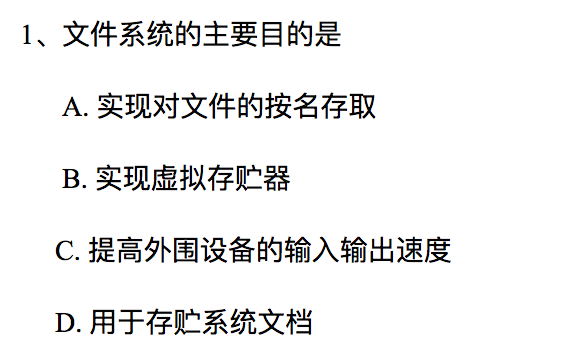 1、文件系统的主要目的是
A. 实现对文件的按名存取
B. 实现虚拟存贮器
C. 提高外围设备的输入输出速度
D. 用于存贮系统文档